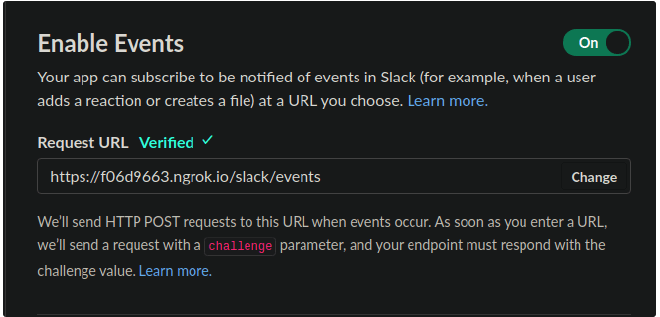 Enable Events
On
Your app can subscribe to be notified of events in Slack (for example, when a user
adds a reaction or creates a file) at a URL you choose. Learn more.
Request URL Verified ✓
https://f06d9663.ngrok.io/slack/events
Change
We'll send HTTP POST requests to this URL when events occur. As soon as you enter a URL,
we'll send a request with a challenge parameter, and your endpoint must respond with the
challenge value. Learn more.